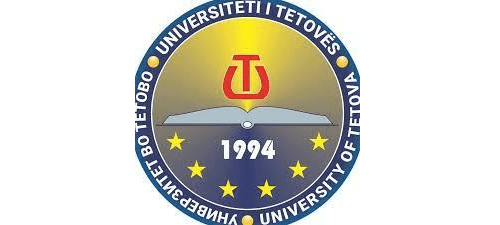 UNIVERSITETI I TETOVËS
УНИВЕРЗИТЕТ ВО ТЕТОВО
UNIVERSITY OF TETOVA
1994